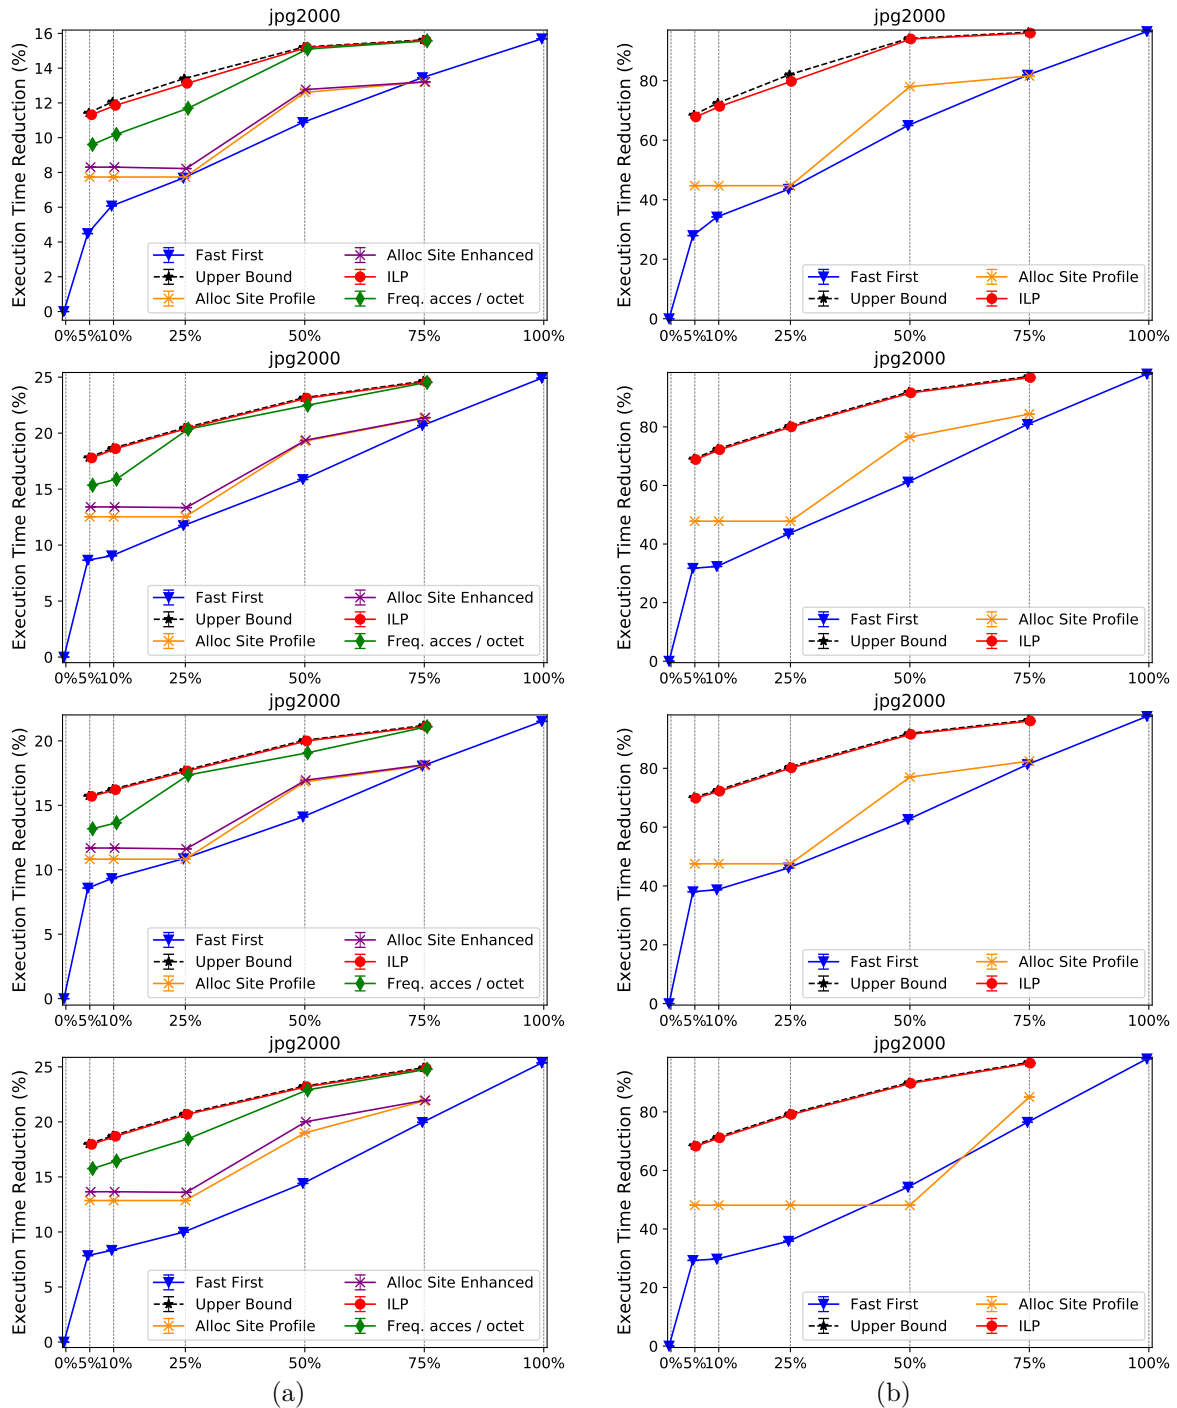 jpg2000
Execution Time Reduction (%)
16
14
12
10
8
6
4
2
0
Fast First
Upper Bound
Alloc Site Profile
Alloc Site Enhanced
ILP
Freq. acces / octet
0% 5% 10% 25% 50% 75% 100%
jpg2000
Execution Time Reduction (%)
80
60
40
20
0
Fast First
Upper Bound
Alloc Site Profile
ILP
0% 5% 10% 25% 50% 75% 100%
jpg2000
Execution Time Reduction (%)
25
20
15
10
5
0
Fast First
Upper Bound
Alloc Site Profile
Alloc Site Enhanced
ILP
Freq. acces / octet
0% 5% 10% 25% 50% 75% 100%
jpg2000
Execution Time Reduction (%)
80
60
40
20
0
Fast First
Upper Bound
Alloc Site Profile
ILP
0% 5% 10% 25% 50% 75% 100%
jpg2000
Execution Time Reduction (%)
20
15
10
5
0
Fast First
Upper Bound
Alloc Site Profile
Alloc Site Enhanced
ILP
Freq. acces / octet
0% 5% 10% 25% 50% 75% 100%
jpg2000
Execution Time Reduction (%)
80
60
40
20
0
Fast First
Upper Bound
Alloc Site Profile
ILP
0% 5% 10% 25% 50% 75% 100%
jpg2000
Execution Time Reduction (%)
25
20
15
10
5
0
Fast First
Upper Bound
Alloc Site Profile
Alloc Site Enhanced
ILP
Freq. acces / octet
0% 5% 10% 25% 50% 75% 100%
jpg2000
Execution Time Reduction (%)
80
60
40
20
0
Fast First
Upper Bound
Alloc Site Profile
ILP
0% 5% 10% 25% 50% 75% 100%
(a)
(b)